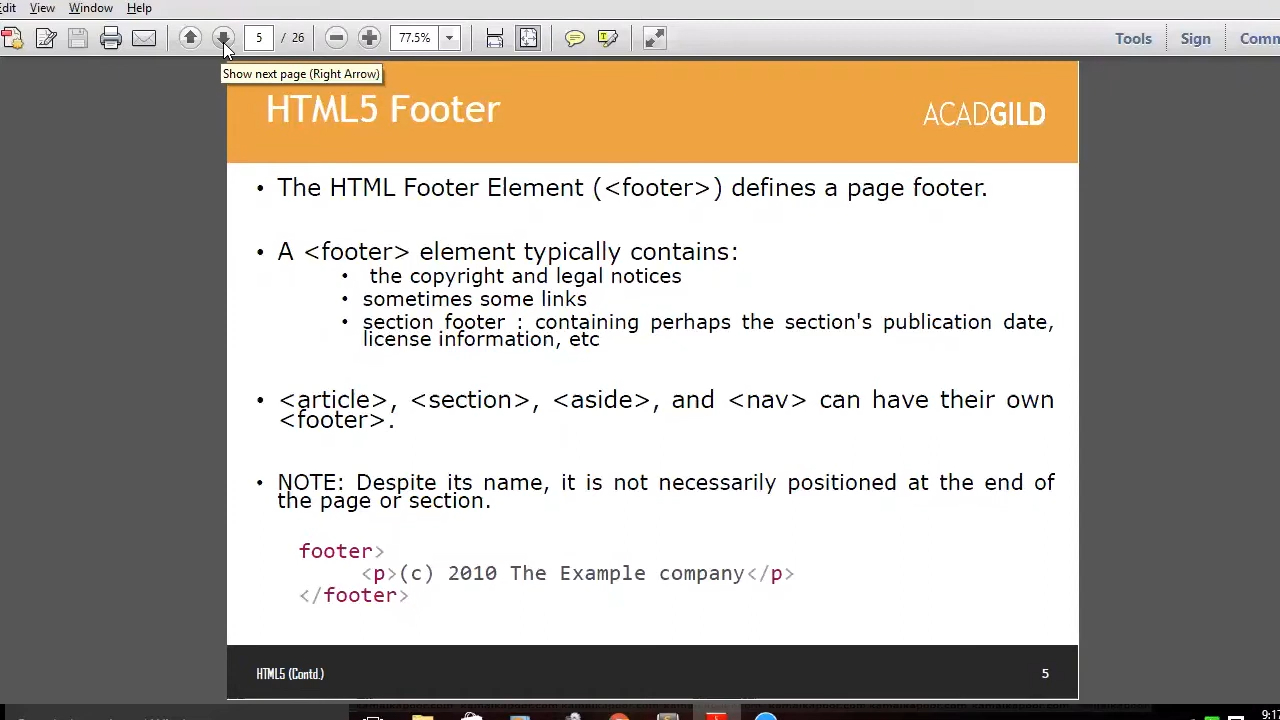 dit View Window Help
5 / 26 77.5% Tools Sign Comm
Show next page (Right Arrow)
HTML5 Footer
ACADGILD
• The HTML Footer Element (<footer>) defines a page footer.
• A <footer> element typically contains:
• the copyright and legal notices
• sometimes some links
• section footer : containing perhaps the section's publication date,
license information, etc
• <article>, <section>, <aside>, and <nav> can have their own
<footer>.
• NOTE: Despite its name, it is not necessarily positioned at the end of
the page or section.
footer>
<p>(c) 2010 The Example company</p>
</footer>
HTML5 (Contd.)
5